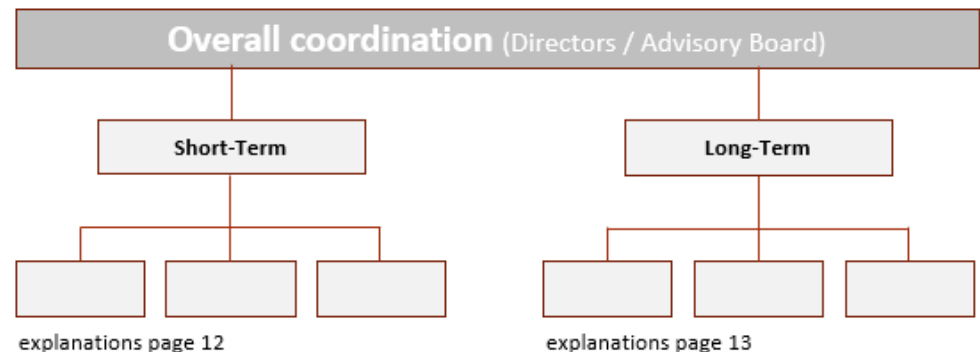 Overall coordination (Directors / Advisory Board)
Short-Term
Long-Term
explanations page 12
explanations page 13